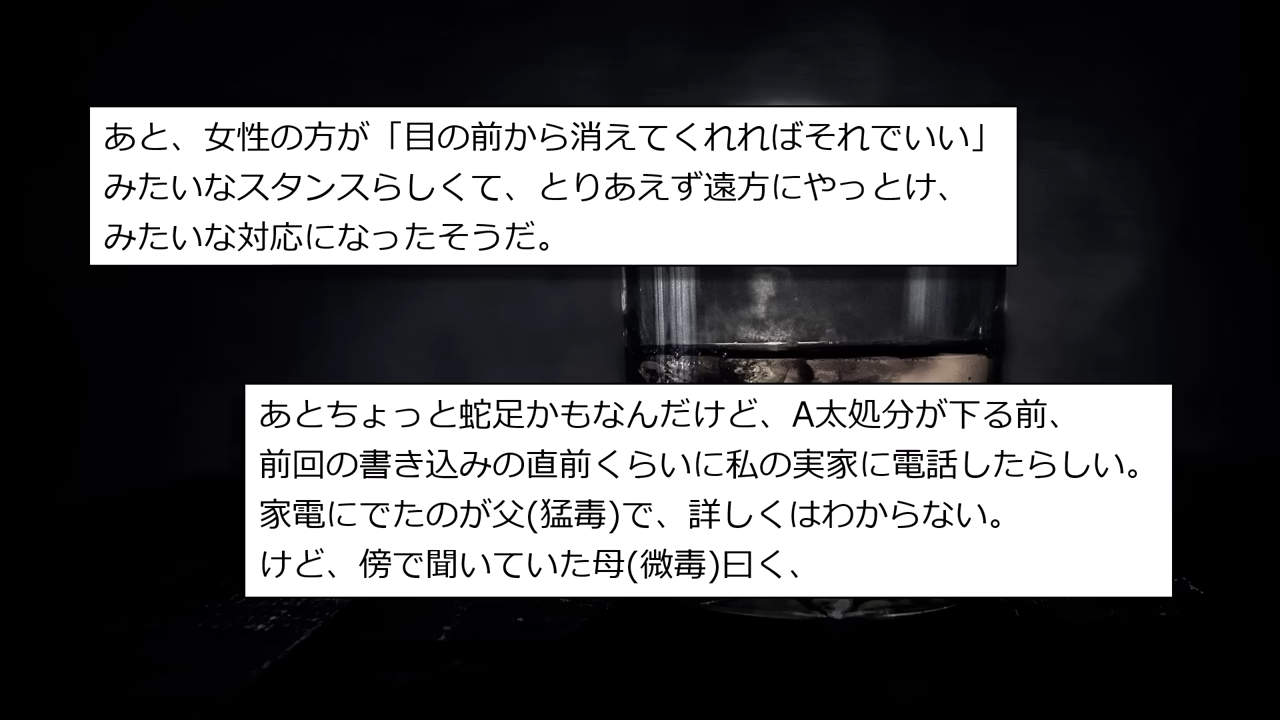 あと、女性の方が「目の前から消えてくれればそれでいい」
みたいなスタンスらしくて、とりあえず遠方にやっとけ、
みたいな対応になったそうだ。
あとちょっと蛇足かもなんだけど、A太処分が下る前、
前回の書き込みの直前くらいに私の実家に電話したらしい。
家電にでたのが父(猛毒)で、詳しくはわからない。
けど、傍で聞いていた母(微毒)曰く、